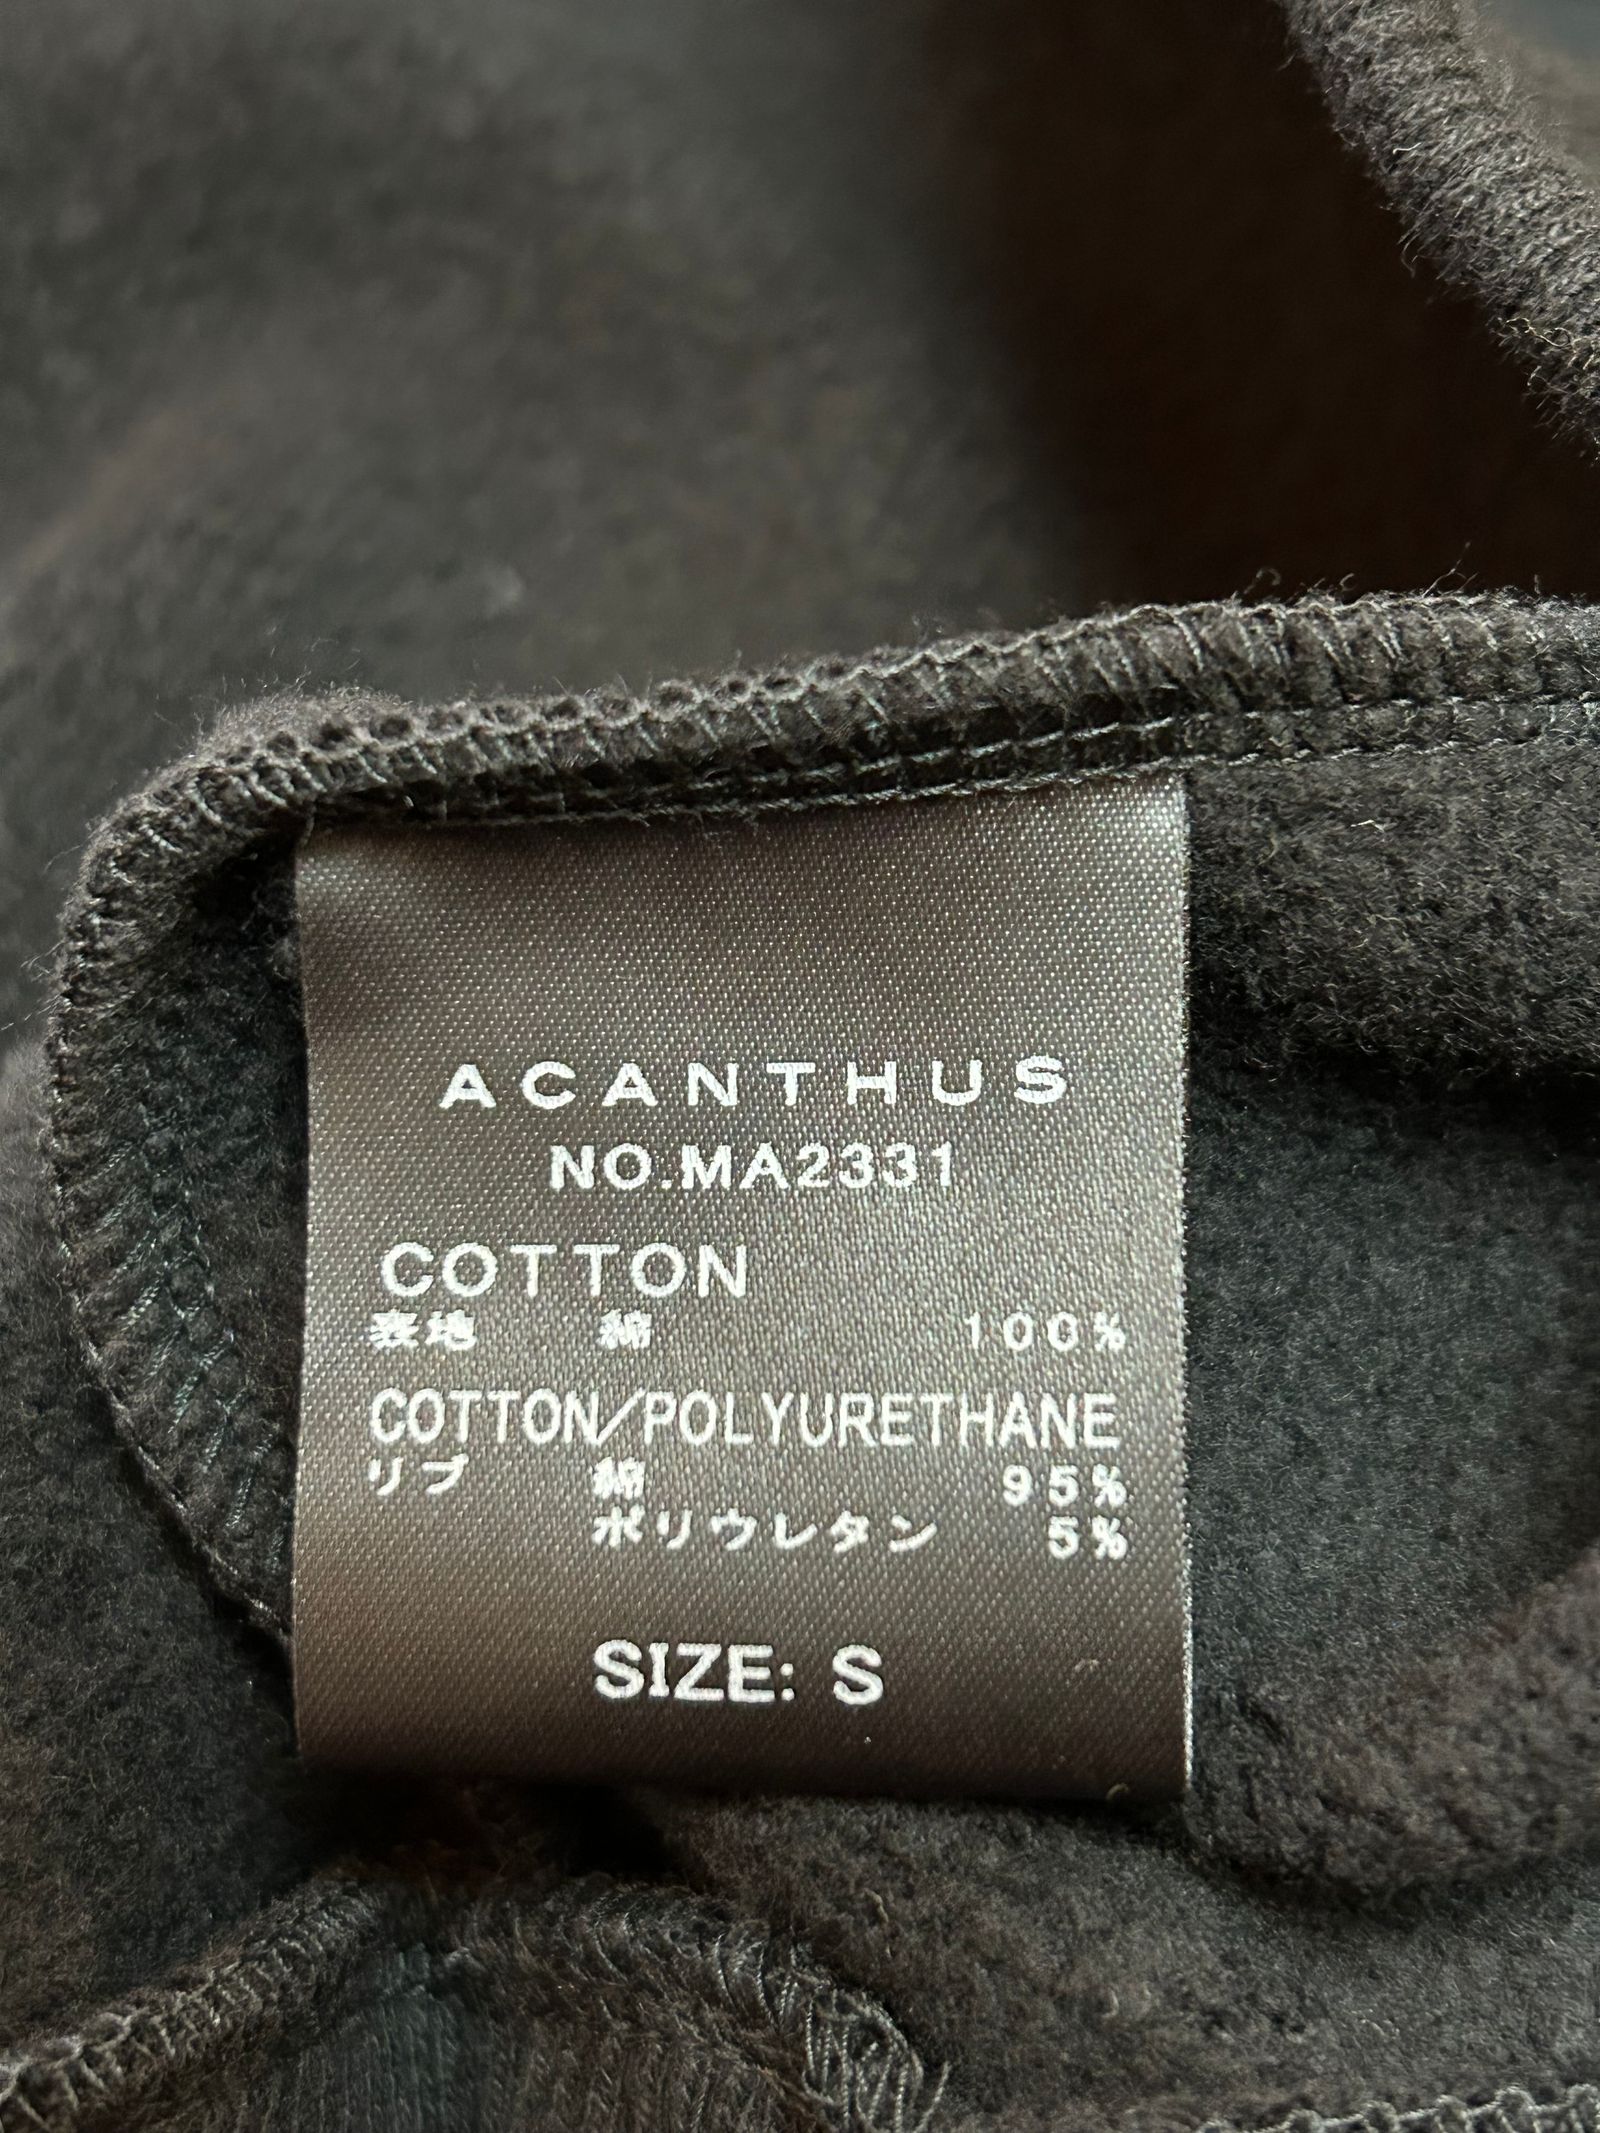 ACANTHUS
NO.MA2331
COTTON
表地 綿 100%
COTTON/POLYURETHANE
リブ 綿 95%
ポリウレタン 5%
SIZE: S